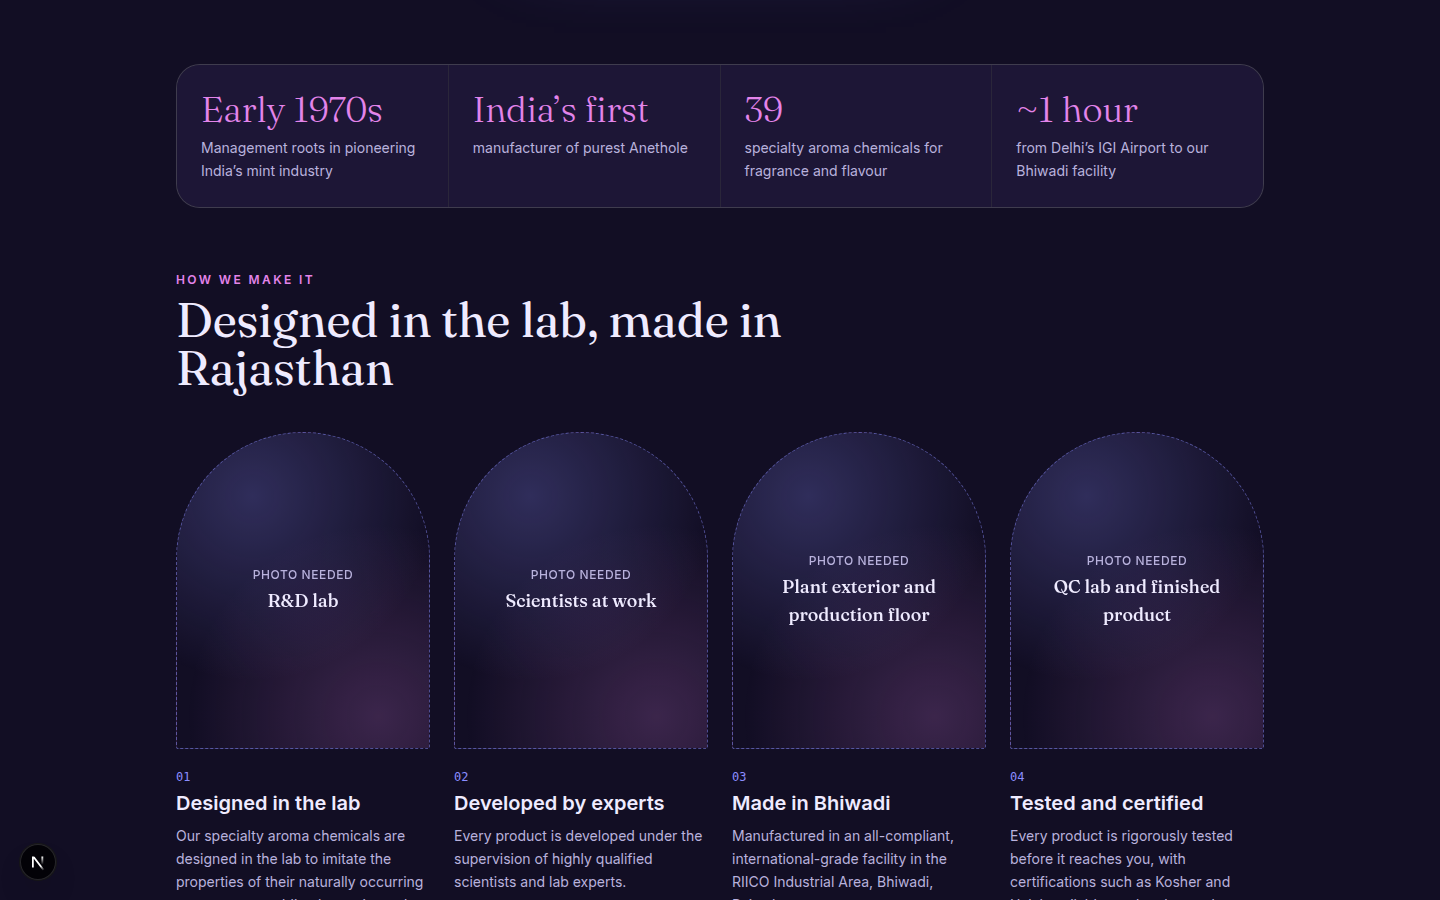 Early 1970s
Management roots in pioneering
India's mint industry
India's first
manufacturer of purest Anethole
39
specialty aroma chemicals for
fragrance and flavour
~1 hour
from Delhi's IGI Airport to our
Bhiwadi facility
HOW WE MAKE IT
Designed in the lab, made in
Rajasthan
PHOTO NEEDED
R&D lab
PHOTO NEEDED
Scientists at work
PHOTO NEEDED
Plant exterior and
production floor
PHOTO NEEDED
QC lab and finished
product
01
Designed in the lab
Our specialty aroma chemicals are
designed in the lab to imitate the
properties of their naturally occurring
02
Developed by experts
Every product is developed under the
supervision of highly qualified
scientists and lab experts.
03
Made in Bhiwadi
Manufactured in an all-compliant,
international-grade facility in the
RIICO Industrial Area, Bhiwadi,
04
Tested and certified
Every product is rigorously tested
before it reaches you, with
certifications such as Kosher and
N